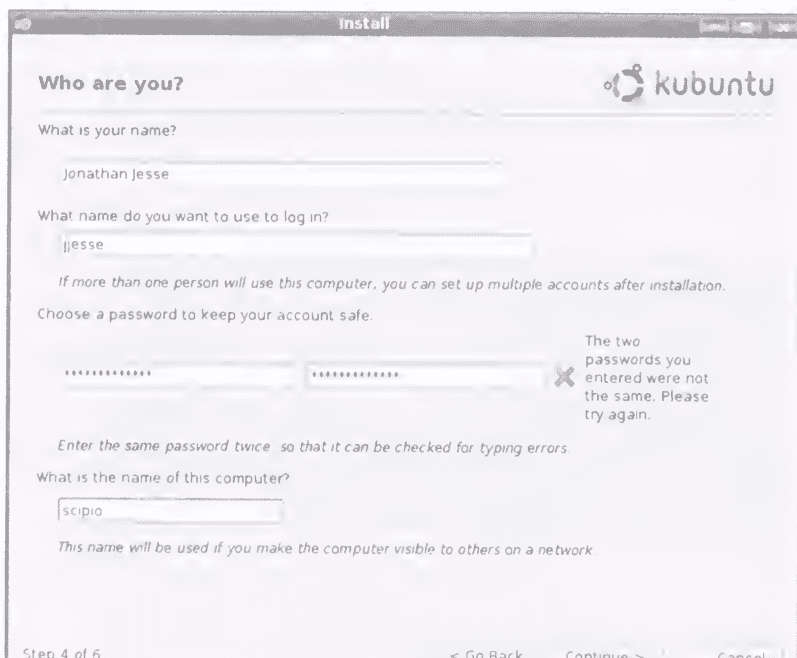 Install
Who are you?
kubuntu
What is your name?
Jonathan Jesse
What name do you want to use to log in?
jjesse
If more than one person will use this computer, you can set up multiple accounts after installation.
Choose a password to keep your account safe.
The two
passwords you
entered were not
the same. Please
try again.
Enter the same password twice so that it can be checked for typing errors.
What is the name of this computer?
scipio
This name will be used if you make the computer visible to others on a network.
Step 4 of 6
< Go Back
Continue >
Cancel